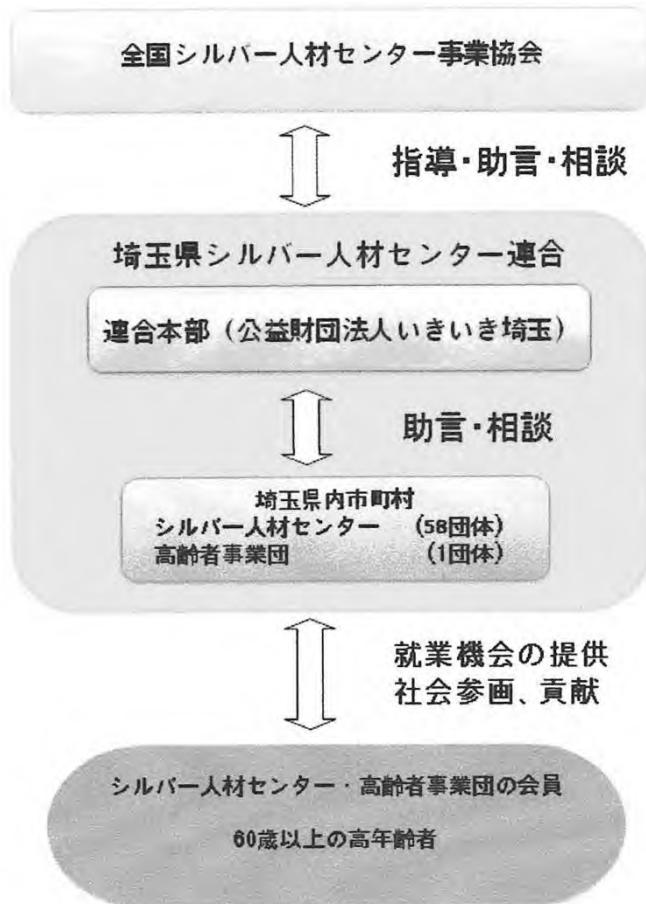 全国シルバー人材センター事業協会
指導・助言・相談
埼玉県シルバー人材センター連合
連合本部（公益財団法人いきいき埼玉）
助言・相談
埼玉県内市町村
シルバー人材センター　（58団体）
高齢者事業団　（1団体）
就業機会の提供
社会参画、貢献
シルバー人材センター・高齢者事業団の会員
60歳以上の高年齢者